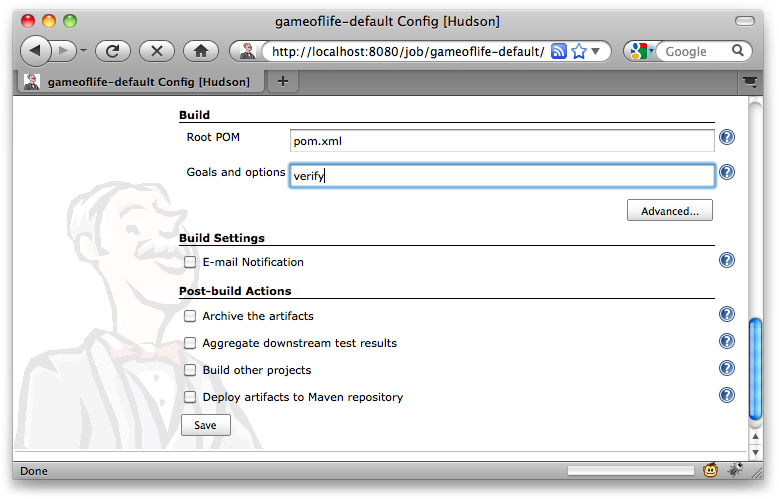 gameoflife-default Config [Hudson]
http://localhost:8080/job/gameoflife-default/
Google
gameoflife-default Config [Hudson]
Build
Root POM
pom.xml
Goals and options
verify
Advanced...
Build Settings
E-mail Notification
Post-build Actions
Archive the artifacts
Aggregate downstream test results
Build other projects
Deploy artifacts to Maven repository
Save
Done